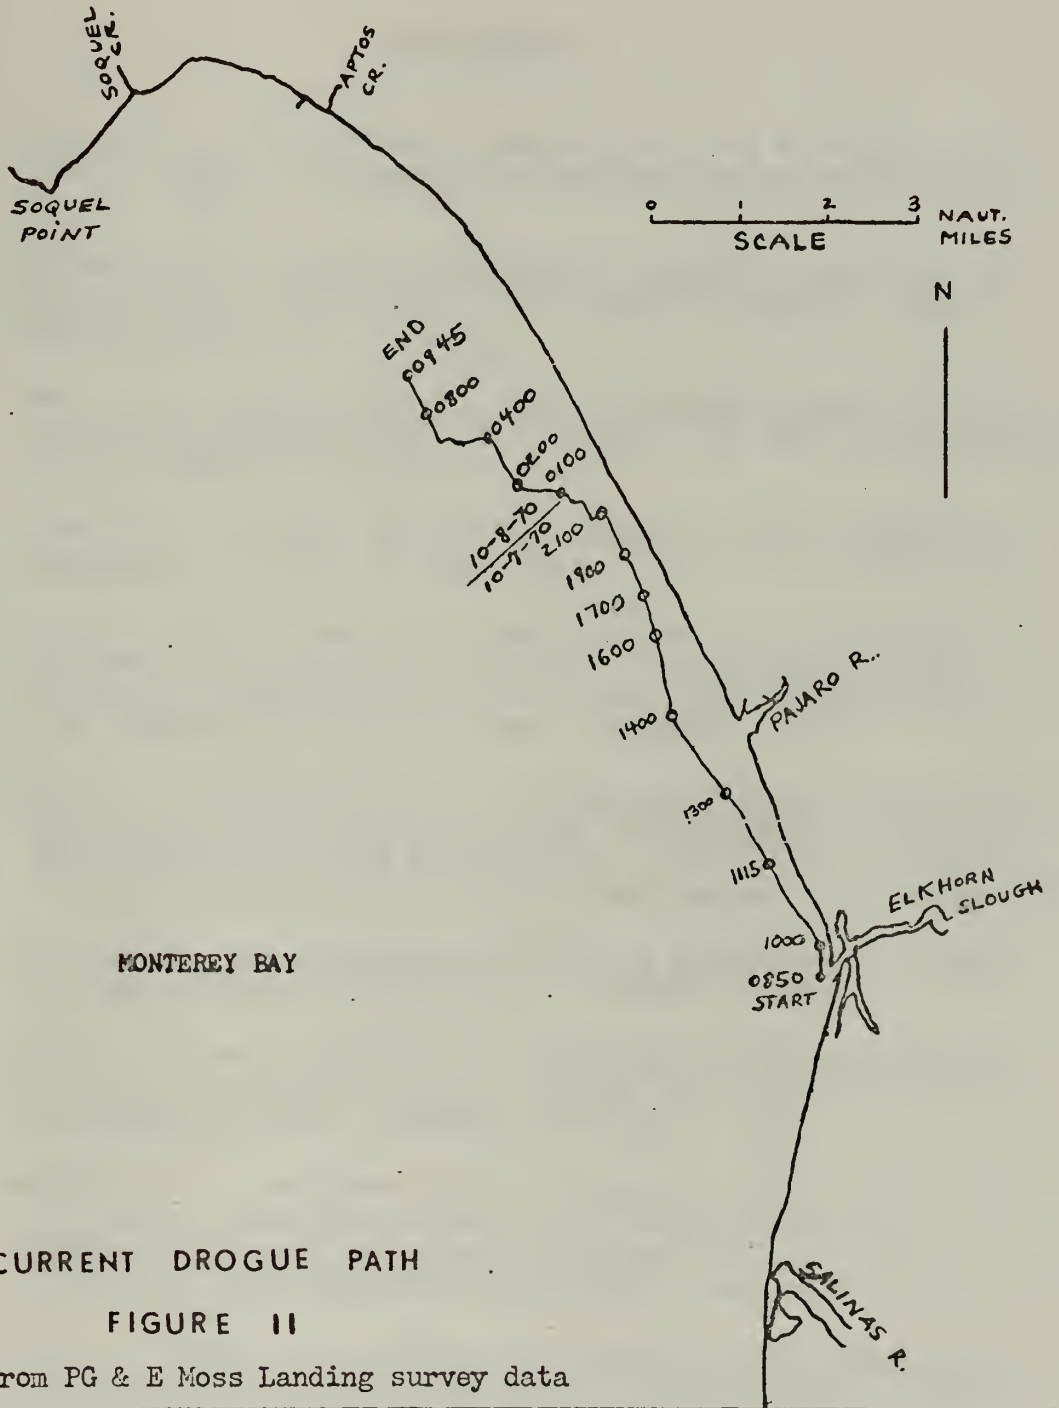 SOQUEL
CR.
APTOS
CR.
SOQUEL
POINT
0 1 2 3 NAUT.
SCALE MILES
N
END
0945
0800
0400
0200
0100
10-8-70
10-7-70
2100
1900
1700
1600
1400
PAJARO R..
1300
1115
ELKHORN
SLOUGH
1000
0850
START
MONTEREY BAY
SALINAS R.
CURRENT DROGUE PATH
FIGURE II
rom PG & E Moss Landing survey data